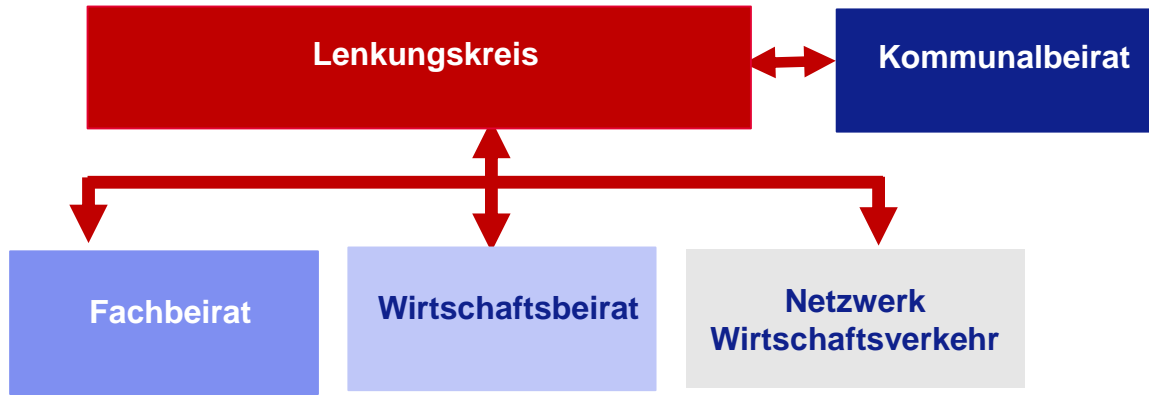 Lenkungskreis
Kommunalbeirat
Fachbeirat
Wirtschaftsbeirat
Netzwerk
Wirtschaftsverkehr